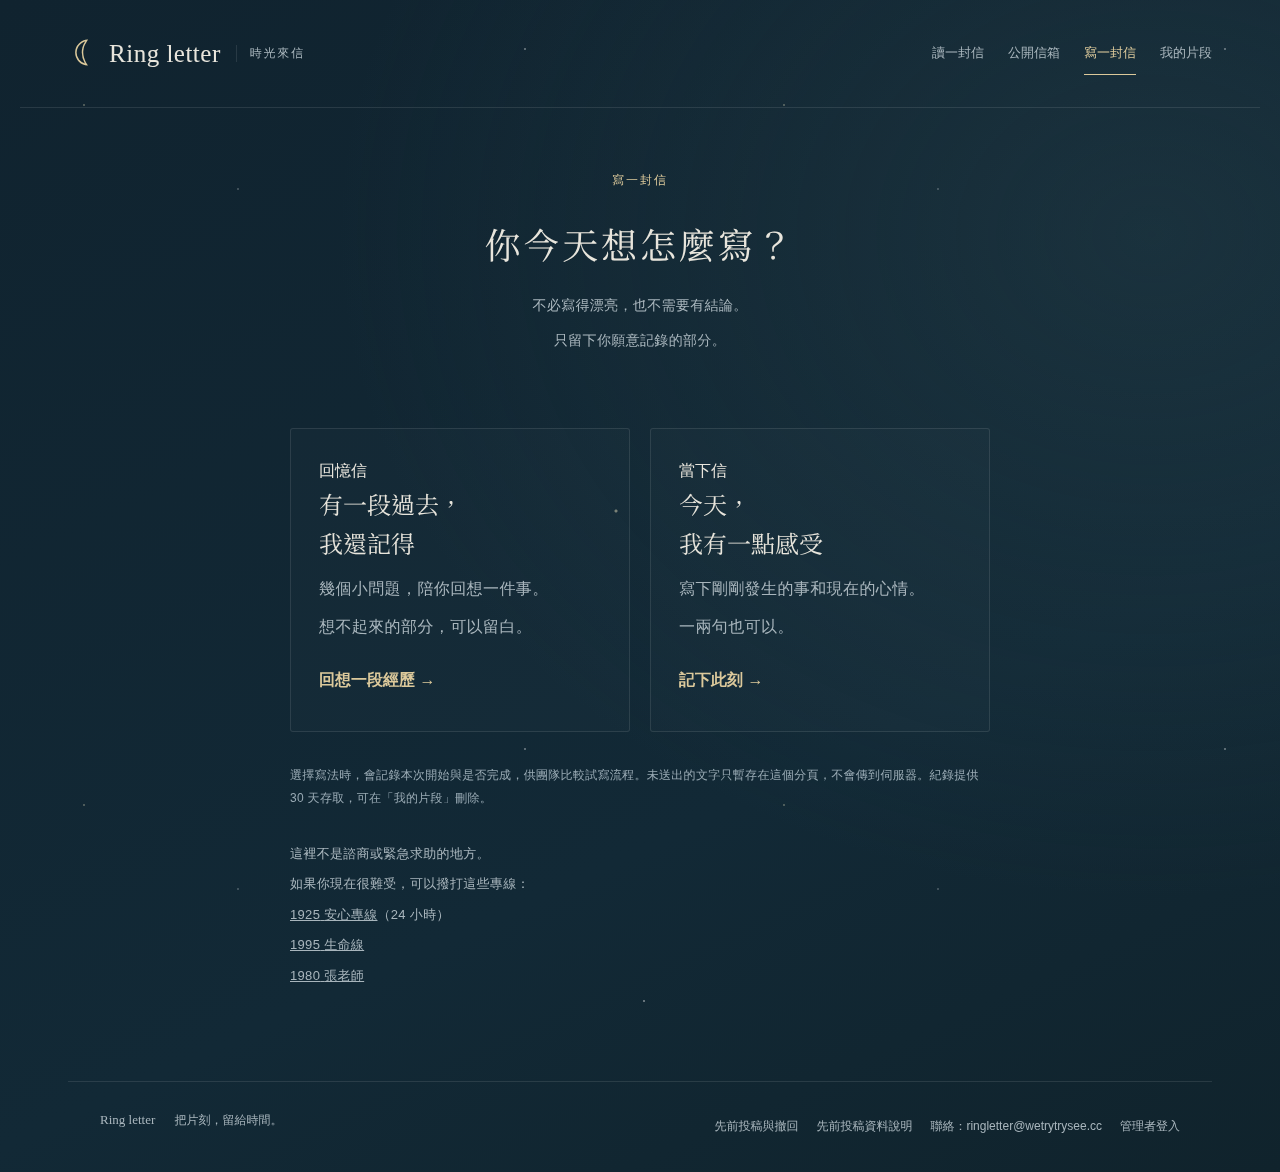 Ring letter
時光來信
讀一封信
公開信箱
寫一封信
我的片段
寫一封信
你今天想怎麼寫？
不必寫得漂亮，也不需要有結論。
只留下你願意記錄的部分。
回憶信
有一段過去，
我還記得
幾個小問題，陪你回想一件事。
想不起來的部分，可以留白。
回想一段經歷 →
當下信
今天，
我有一點感受
寫下剛剛發生的事和現在的心情。
一兩句也可以。
記下此刻 →
選擇寫法時，會記錄本次開始與是否完成，供團隊比較試寫流程。未送出的文字只暫存在這個分頁，不會傳到伺服器。紀錄提供
30 天存取，可在「我的片段」刪除。
這裡不是諮商或緊急求助的地方。
如果你現在很難受，可以撥打這些專線：
1925 安心專線（24 小時）
1995 生命線
1980 張老師
Ring letter
把片刻，留給時間。
先前投稿與撤回
先前投稿資料說明
聯絡：ringletter@wetrytrysee.cc
管理者登入